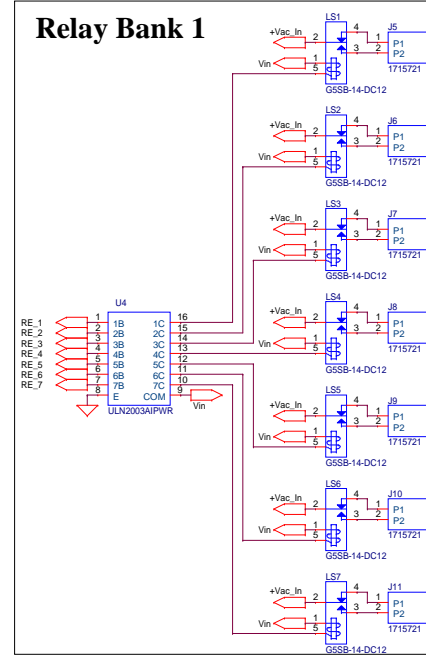 Relay Bank 1
LS1
J5
+Vac_In 2 4 1 P1
3 2 P2
Vin 1
5
G5SB-14-DC12
1715721
LS2
J6
+Vac_In 2 4 1 P1
3 2 P2
Vin 1
5
G5SB-14-DC12
1715721
LS3
J7
+Vac_In 2 4 1 P1
3 2 P2
Vin 1
5
G5SB-14-DC12
1715721
LS4
J8
+Vac_In 2 4 1 P1
3 2 P2
Vin 1
5
G5SB-14-DC12
1715721
U4
RE_1 1 1B 1C 16
RE_2 2 2B 2C 15
RE_3 3 3B 3C 14
RE_4 4 4B 4C 13
RE_5 5 5B 5C 12
RE_6 6 6B 6C 11
RE_7 7 7B 7C 10
8 E COM 9
Vin
ULN2003AIPWR
LS5
J9
+Vac_In 2 4 1 P1
3 2 P2
Vin 1
5
G5SB-14-DC12
1715721
LS6
J10
+Vac_In 2 4 1 P1
3 2 P2
Vin 1
5
G5SB-14-DC12
1715721
LS7
J11
+Vac_In 2 4 1 P1
3 2 P2
Vin 1
5
G5SB-14-DC12
1715721